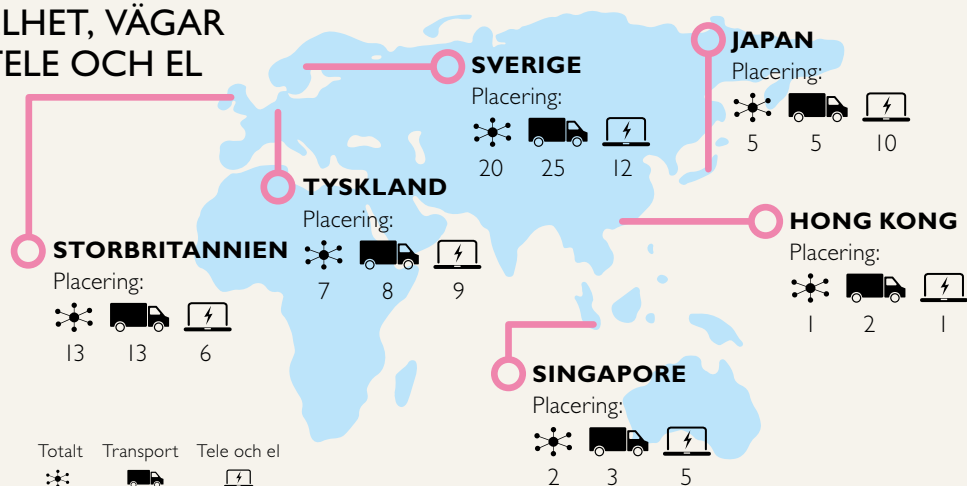 LHET, VÄGAR
TELE OCH EL
SVERIGE
Placering:
20 25 12
JAPAN
Placering:
5 5 10
TYSKLAND
Placering:
7 8 9
HONG KONG
Placering:
1 2 1
STORBRITANNIEN
Placering:
13 13 6
SINGAPORE
Placering:
2 3 5
Totalt Transport Tele och el